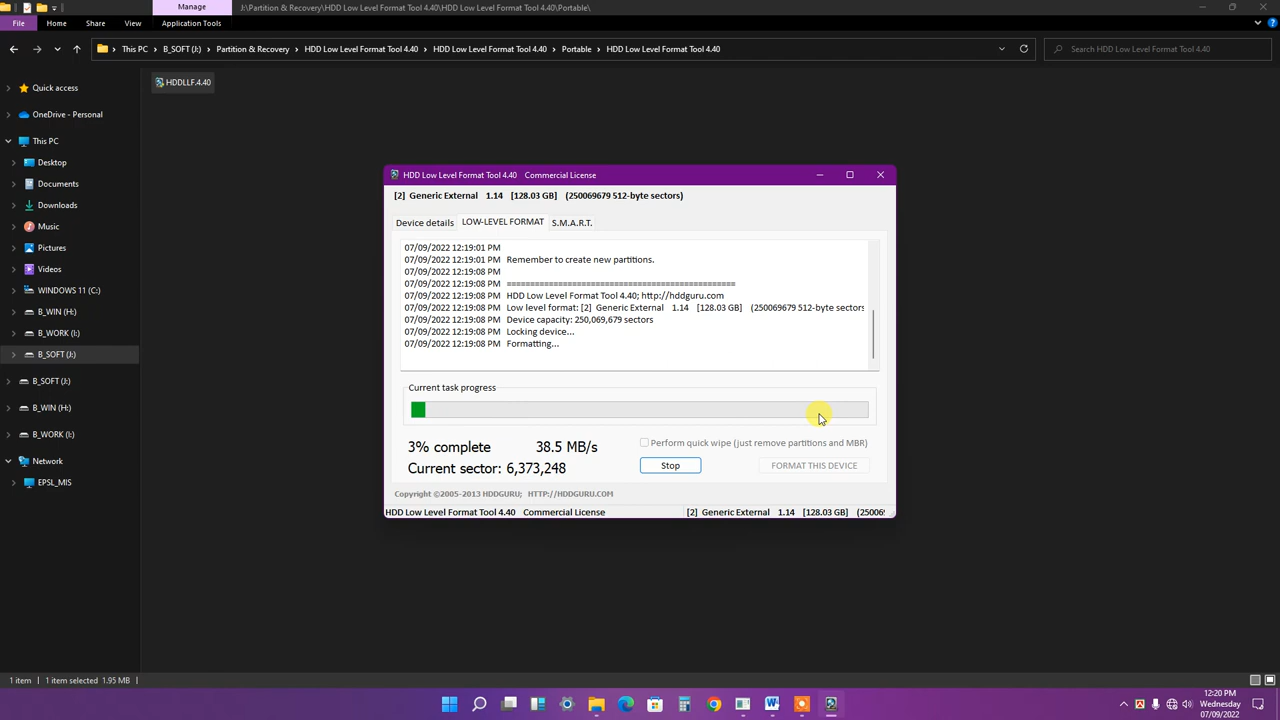 Manage
J:\Partition & Recovery\HDD Low Level Format Tool 4.40\HDD Low Level Format Tool 4.40\Portable\
File
Home
Share
View
Application Tools
This PC
B_SOFT (J:)
Partition & Recovery
HDD Low Level Format Tool 4.40
HDD Low Level Format Tool 4.40
Portable
HDD Low Level Format Tool 4.40
Search HDD Low Level Format Tool 4.40
Quick access
OneDrive - Personal
This PC
Desktop
Documents
Downloads
Music
Pictures
Videos
WINDOWS 11 (C:)
B_WIN (H:)
B_WORK (I:)
B_SOFT (J:)
B_SOFT (J:)
B_WIN (H:)
B_WORK (I:)
Network
EPSL_MIS
HDDLLF.4.40
HDD Low Level Format Tool 4.40 Commercial License
[2] Generic External 1.14 [128.03 GB] (250069679 512-byte sectors)
Device details
LOW-LEVEL FORMAT
S.M.A.R.T.
07/09/2022 12:19:01 PM
07/09/2022 12:19:01 PM Remember to create new partitions.
07/09/2022 12:19:08 PM
07/09/2022 12:19:08 PM ================================================
07/09/2022 12:19:08 PM HDD Low Level Format Tool 4.40; http://hddguru.com
07/09/2022 12:19:08 PM Low level format: [2] Generic External 1.14 [128.03 GB] (250069679 512-byte sectors
07/09/2022 12:19:08 PM Device capacity: 250,069,679 sectors
07/09/2022 12:19:08 PM Locking device...
07/09/2022 12:19:08 PM Formatting...
Current task progress
3% complete 38.5 MB/s
Current sector: 6,373,248
Perform quick wipe (just remove partitions and MBR)
Stop
FORMAT THIS DEVICE
Copyright ©2005-2013 HDDGURU; HTTP://HDDGURU.COM
HDD Low Level Format Tool 4.40 Commercial License
[2] Generic External 1.14 [128.03 GB] (25006
1 item
1 item selected 1.95 MB
12:20 PM
Wednesday
07/09/2022